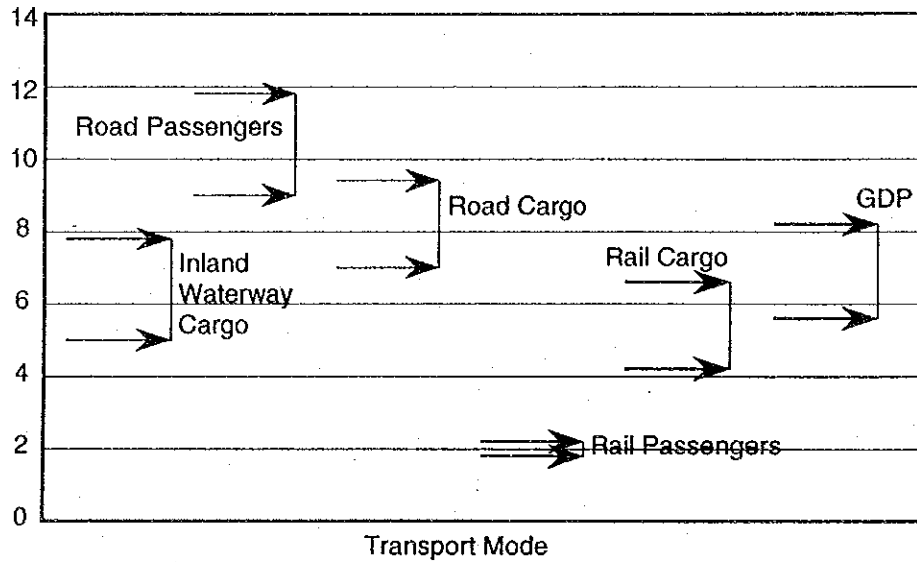 14
12
Road Passengers
10
Road Cargo
GDP
8
Inland
Waterway
Cargo
Rail Cargo
6
4
2
Rail Passengers
0
Transport Mode